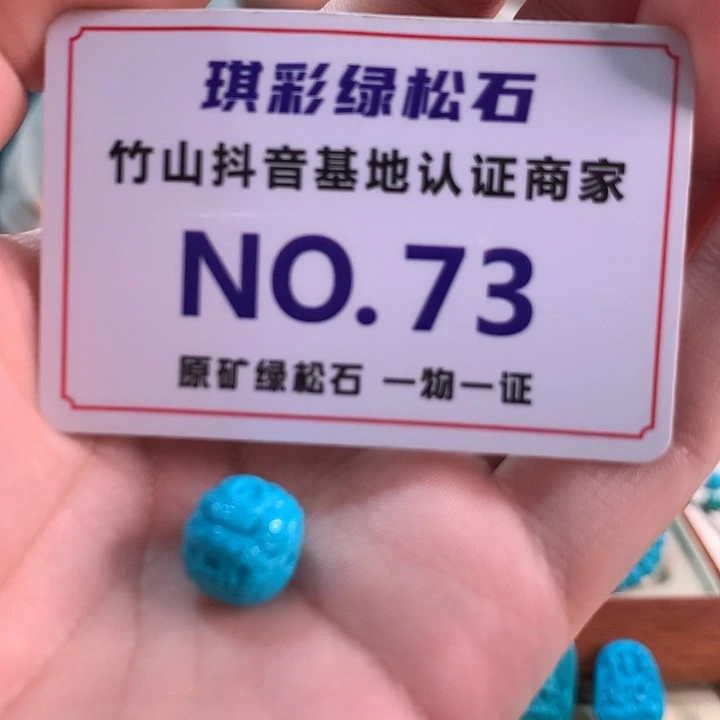 琪彩绿松石
竹山抖音基地认证商家
NO.73
原矿绿松石 一物一证